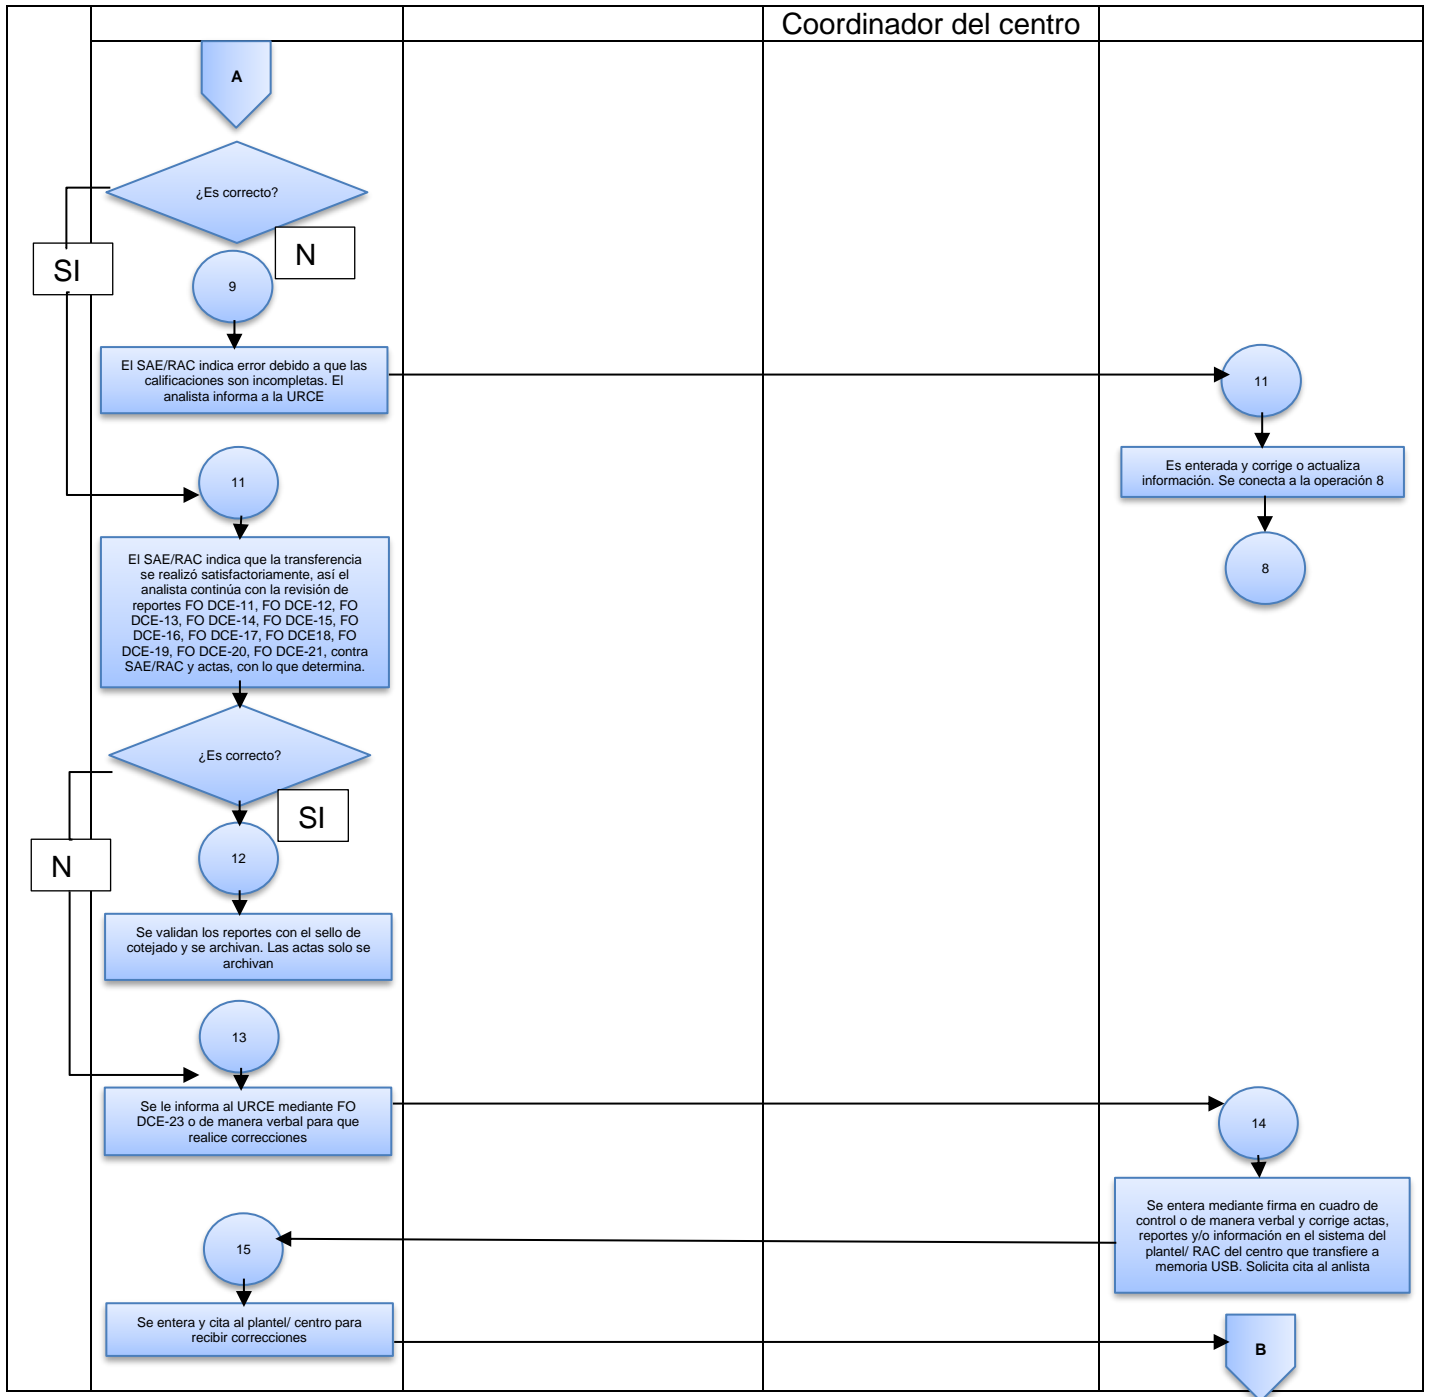 Coordinador del centro
A
¿Es correcto?
N
SI
9
El SAE/RAC indica error debido a que las
calificaciones son incompletas. El
analista informa a la URCE
11
Es enterada y corrige o actualiza
información. Se conecta a la operación 8
8
11
El SAE/RAC indica que la transferencia
se realizó satisfactoriamente, así el
analista continúa con la revisión de
reportes FO DCE-11, FO DCE-12, FO
DCE-13, FO DCE-14, FO DCE-15, FO
DCE-16, FO DCE-17, FO DCE18, FO
DCE-19, FO DCE-20, FO DCE-21, contra
SAE/RAC y actas, con lo que determina.
¿Es correcto?
SI
N
12
Se validan los reportes con el sello de
cotejado y se archivan. Las actas solo se
archivan
13
Se le informa al URCE mediante FO
DCE-23 o de manera verbal para que
realice correcciones
14
Se entera mediante firma en cuadro de
control o de manera verbal y corrige actas,
reportes y/o información en el sistema del
plantel/ RAC del centro que transfiere a
memoria USB. Solicita cita al anlista
15
Se entera y cita al plantel/ centro para
recibir correcciones
B